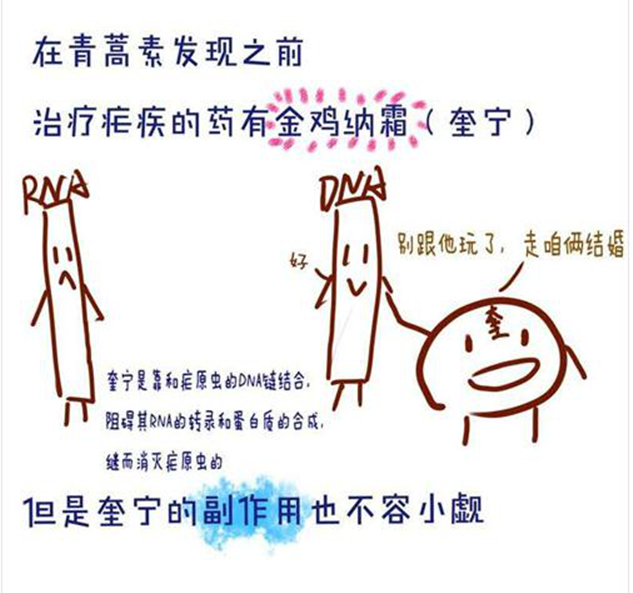 在青蒿素发现之前
治疗疟疾的药有金鸡纳霜（奎宁）
RNA
DNA
别跟他玩了，走咱俩结婚
好
奎
奎宁是靠和疟原虫的DNA链结合，
阻碍其RNA的转录和蛋白质的合成，
继而消灭疟原虫的
但是奎宁的副作用也不容小觑